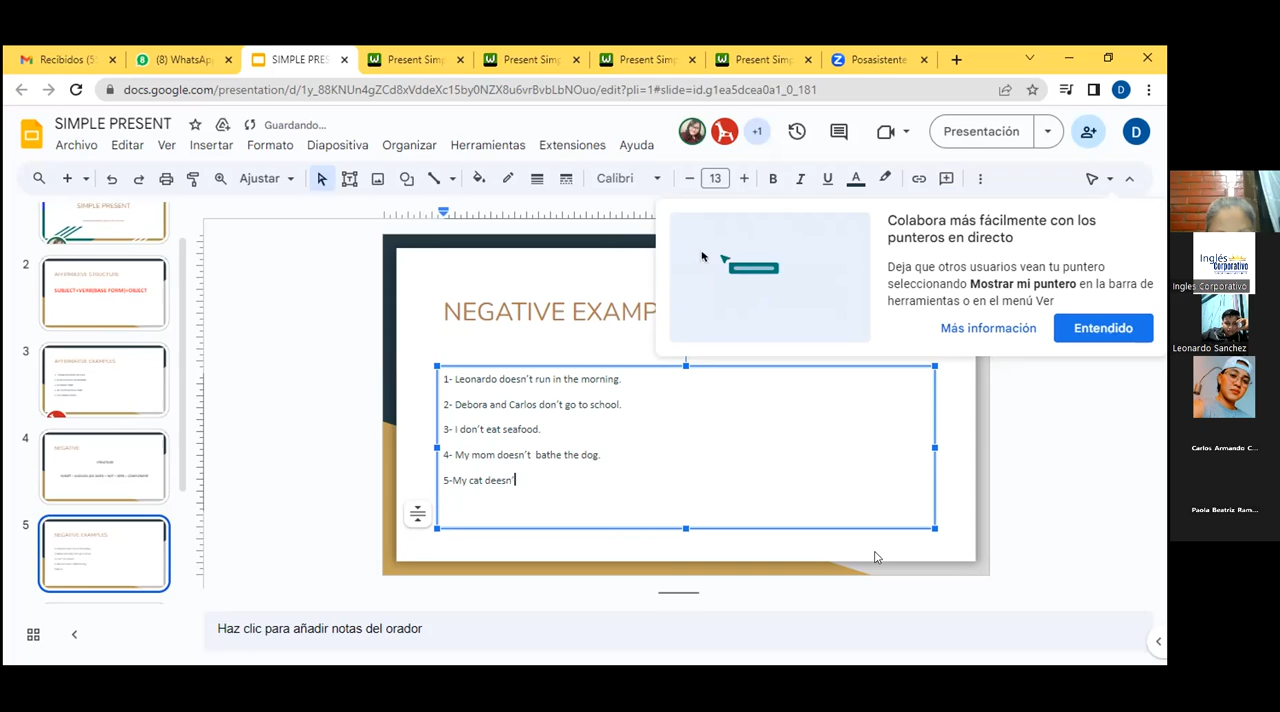 Recibidos (5
(8) WhatsApp
SIMPLE PRES
Present Simp
Present Simp
Present Simp
Present Simp
Posasistente
docs.google.com/presentation/d/1y_88KNUn4gZCd8xVddeXc15by0NZX8u6vrBvbLbNOuo/edit?pli=1#slide=id.g1ea5dcea0a1_0_181
D
SIMPLE PRESENT
Guardando...
+1
Presentación
D
Archivo Editar Ver Insertar Formato Diapositiva Organizar Herramientas Extensiones Ayuda
Ajustar
Calibri
13
B I U A
Colabora más fácilmente con los
punteros en directo
Deja que otros usuarios vean tu puntero
seleccionando Mostrar mi puntero en la barra de
herramientas o en el menú Ver
Más información
Entendido
SIMPLE PRESENT
2
AFFIRMATIVE STRUCTURE
SUBJECT+VERB(BASE FORM)+OBJECT
3
AFFIRMATIVE EXAMPLES
4
NEGATIVE
5
NEGATIVE EXAMPLES
NEGATIVE EXAMP
1- Leonardo doesn´t run in the morning.
2- Debora and Carlos don´t go to school.
3- I don´t eat seafood.
4- My mom doesn´t bathe the dog.
5-My cat deesn'
Haz clic para añadir notas del orador
Inglés
Corporativo
Ingles Corporativo
Leonardo Sanchez
Carlos Armando C...
Paola Beatriz Ram...